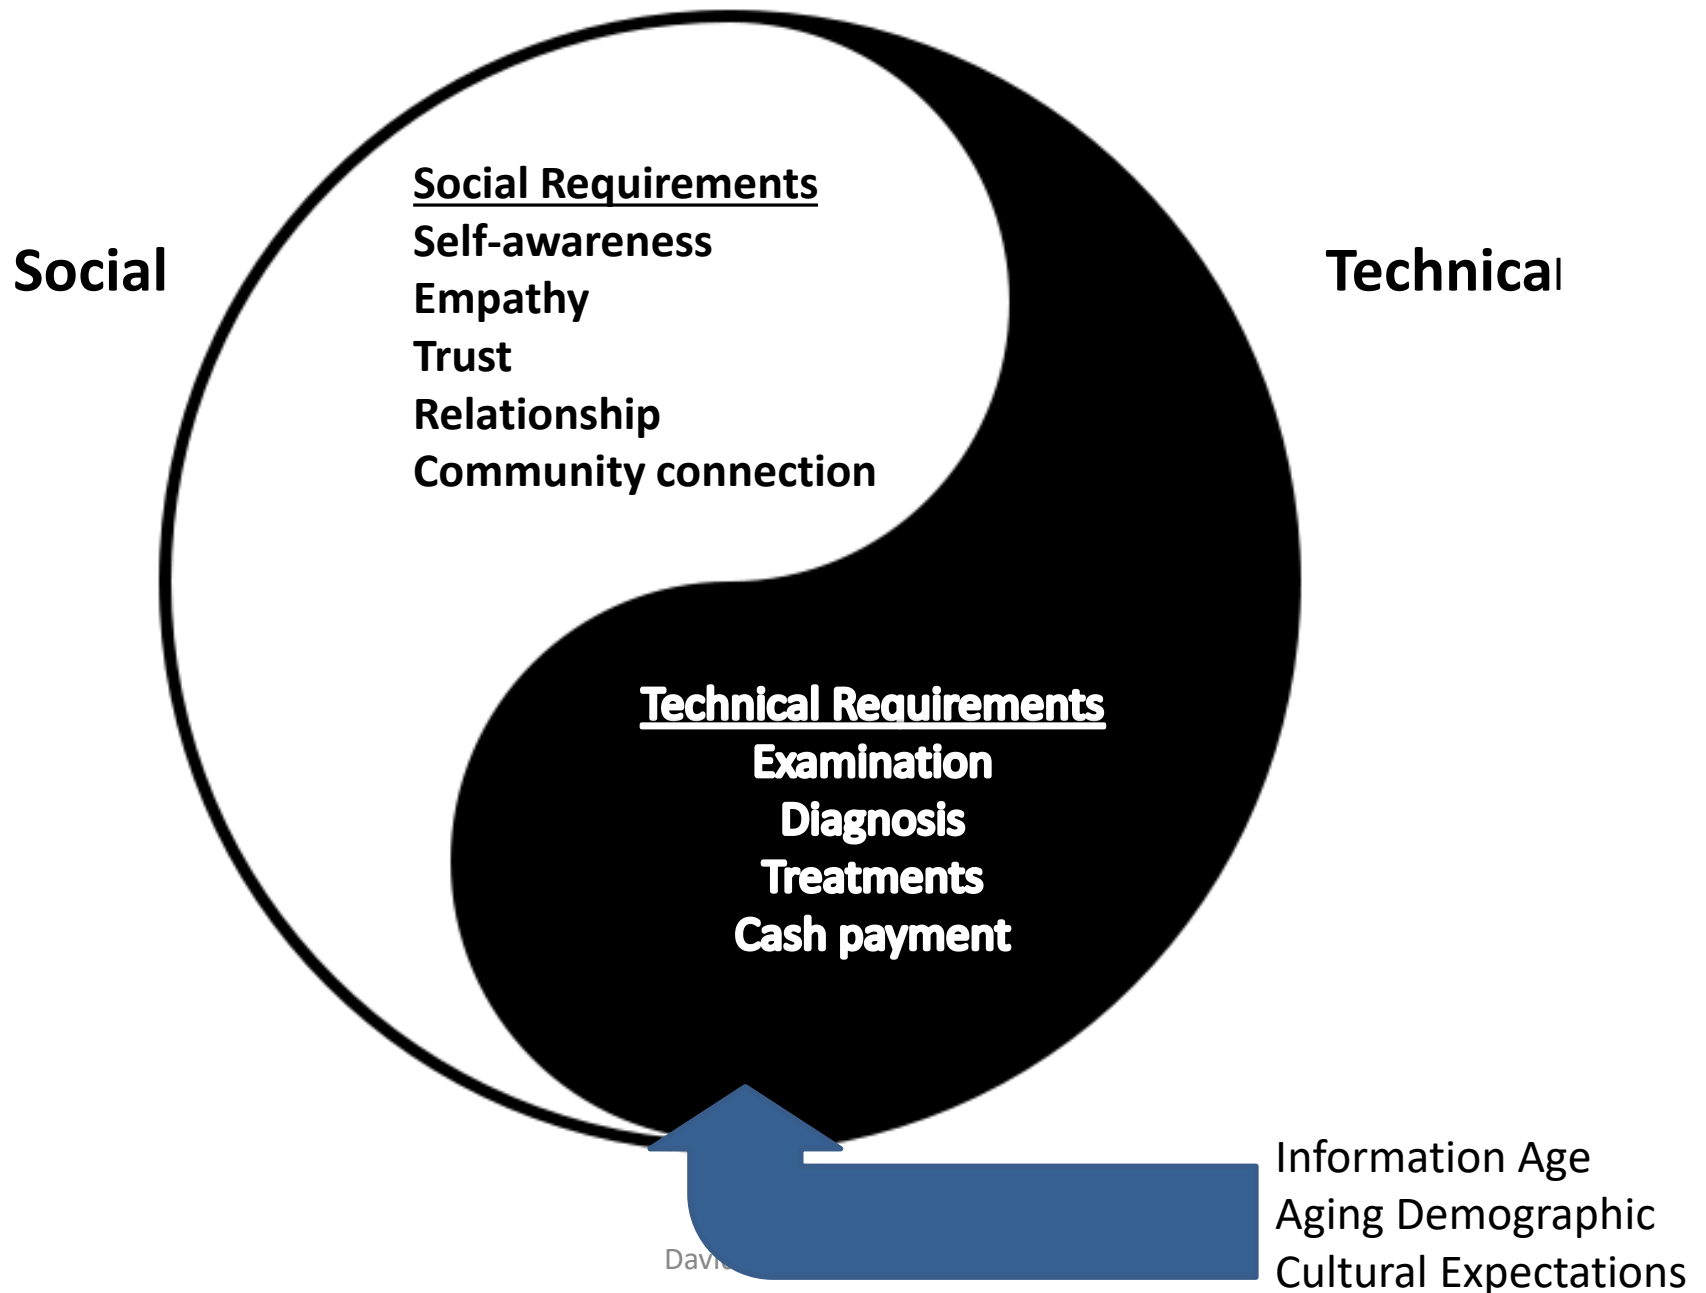 Social Requirements
Self-awareness
Empathy
Trust
Relationship
Community connection
Social
Technical
Technical Requirements
Examination
Diagnosis
Treatments
Cash payment
Information Age
Aging Demographic
Cultural Expectations